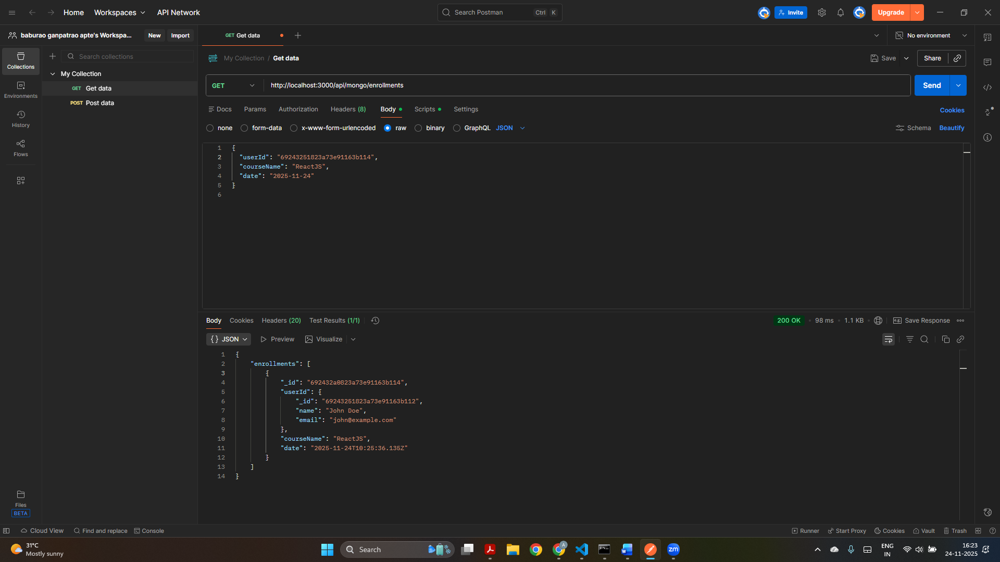 Home Workspaces API Network
Search Postman Ctrl K
Invite Upgrade
baburao ganpatrao apte's Workspa... New Import
GET Get data
No environment
Collections
Environments
History
Flows
Files
BETA
Search collections
My Collection
GET Get data
POST Post data
HTTP My Collection / Get data
Save Share
GET http://localhost:3000/api/mongo/enrollments Send
Docs Params Authorization Headers (8) Body Scripts Settings Cookies
none form-data x-www-form-urlencoded raw binary GraphQL JSON Schema Beautify
1 {
2 "userId": "69243251823a73e91163b114",
3 "courseName": "ReactJS",
4 "date": "2025-11-24"
5 }
6
Body Cookies Headers (20) Test Results (1/1) 200 OK 98 ms 1.1 KB e.g. Save Response
{} JSON Preview Visualize
1 {
2 "enrollments": [
3 {
4 "_id": "692432a0823a73e91163b114",
5 "userId": {
6 "_id": "69243251823a73e91163b112",
7 "name": "John Doe",
8 "email": "john@example.com"
9 },
10 "courseName": "ReactJS",
11 "date": "2025-11-24T10:25:36.135Z"
12 }
13 ]
14 }
Cloud View Find and replace Console Runner Start Proxy Cookies Vault Trash
31°C
Mostly sunny
Search
A
zm
ENG
IN
16:23
24-11-2025